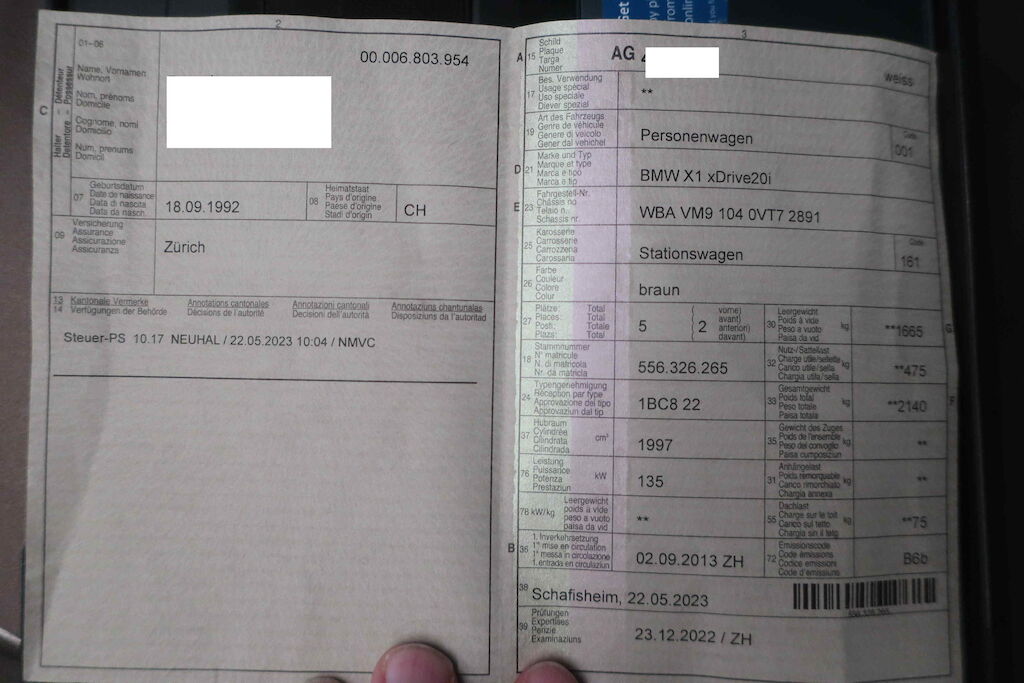 2
00.006.803.954
01-06
C
Halter - Détenteur
Detentore - Possessur
Name, Vornamen
Wohnort
Nom, prénoms
Domicile
Cognome, nomi
Domicilio
Num, prenums
Domicil
07
Geburtsdatum
Date de naissance
Data di nascita
Data da nasch.
18.09.1992
08
Heimatstaat
Pays d'origine
Paese d'origine
Stadi d'origin
CH
09
Versicherung
Assurance
Assicurazione
Assicuranza
Zürich
13 Kantonale Vermerke Annotations cantonales Annotazioni cantonali Annotaziuns chantunalas
14 Verfügungen der Behörde Décisions de l'autorité Decisioni dell'autorità Disposiziuns da l'autoritad
Steuer-PS 10.17 NEUHAL / 22.05.2023 10:04 / NMVC
3
A 15
Schild
Plaque
Targa
Numer
AG
weiss
17
Bes. Verwendung
Usage spécial
Uso speciale
Diever spezial
**
19
Art des Fahrzeugs
Genre de véhicule
Genere di veicolo
Gener dal vehichel
Personenwagen
Code
001
D 21
Marke und Typ
Marque et type
Marca e tipo
Marca e tip
BMW X1 xDrive20i
E 23
Fahrgestell-Nr.
Châssis no
Telaio n.
Schassis nr.
WBA VM9 104 0VT7 2891
25
Karosserie
Carrosserie
Carrozzeria
Carossaria
Stationswagen
Code
161
26
Farbe
Couleur
Colore
Colur
braun
27
Plätze: Total
Places: Total
Posti: Totale
Plazs: Total
5
vorne)
avant)
anteriori)
davant)
2
30
Leergewicht
Poids à vide
Peso a vuoto
Paisa da vid
kg
**1665
G
18
Stammnummer
N° matricule
N. di matricola
Nr. da matricla
556.326.265
32
Nutz-/Sattellast
Charge utile/sellette
Carico utile/sella
Chargia utila/sella
kg
**475
24
Typengenehmigung
Réception par type
Approvazione del tipo
Approvaziun dal tip
1BC8 22
33
Gesamtgewicht
Poids total
Peso totale
Paisa totala
kg
**2140
F
37
Hubraum
Cylindrée
Cilindrata
Cilindrada
cm³
1997
35
Gewicht des Zuges
Poids de l'ensemble
Peso del convoglio
Paisa cumposiziun
kg
**
76
Leistung
Puissance
Potenza
Prestaziun
kW
135
31
Anhängelast
Poids remorquable
Carico rimorchiato
Chargia annexa
kg
**
78 kW/kg
Leergewicht
poids à vide
peso a vuoto
paisa da vid
**
55
Dachlast
Charge sur le toit
Carico sul tetto
Chargia sin il tetg
kg
**75
B 36
1. Inverkehrsetzung
1re mise en circulation
1a messa in circolazione
1. entrada en circulaziun
02.09.2013 ZH
72
Emissionscode
Code émissions
Codice emissioni
Code d'emissiuns
B6b
38
Schafisheim, 22.05.2023
556.326.265
39
Prüfungen
Expertises
Perizie
Examinaziuns
23.12.2022 / ZH